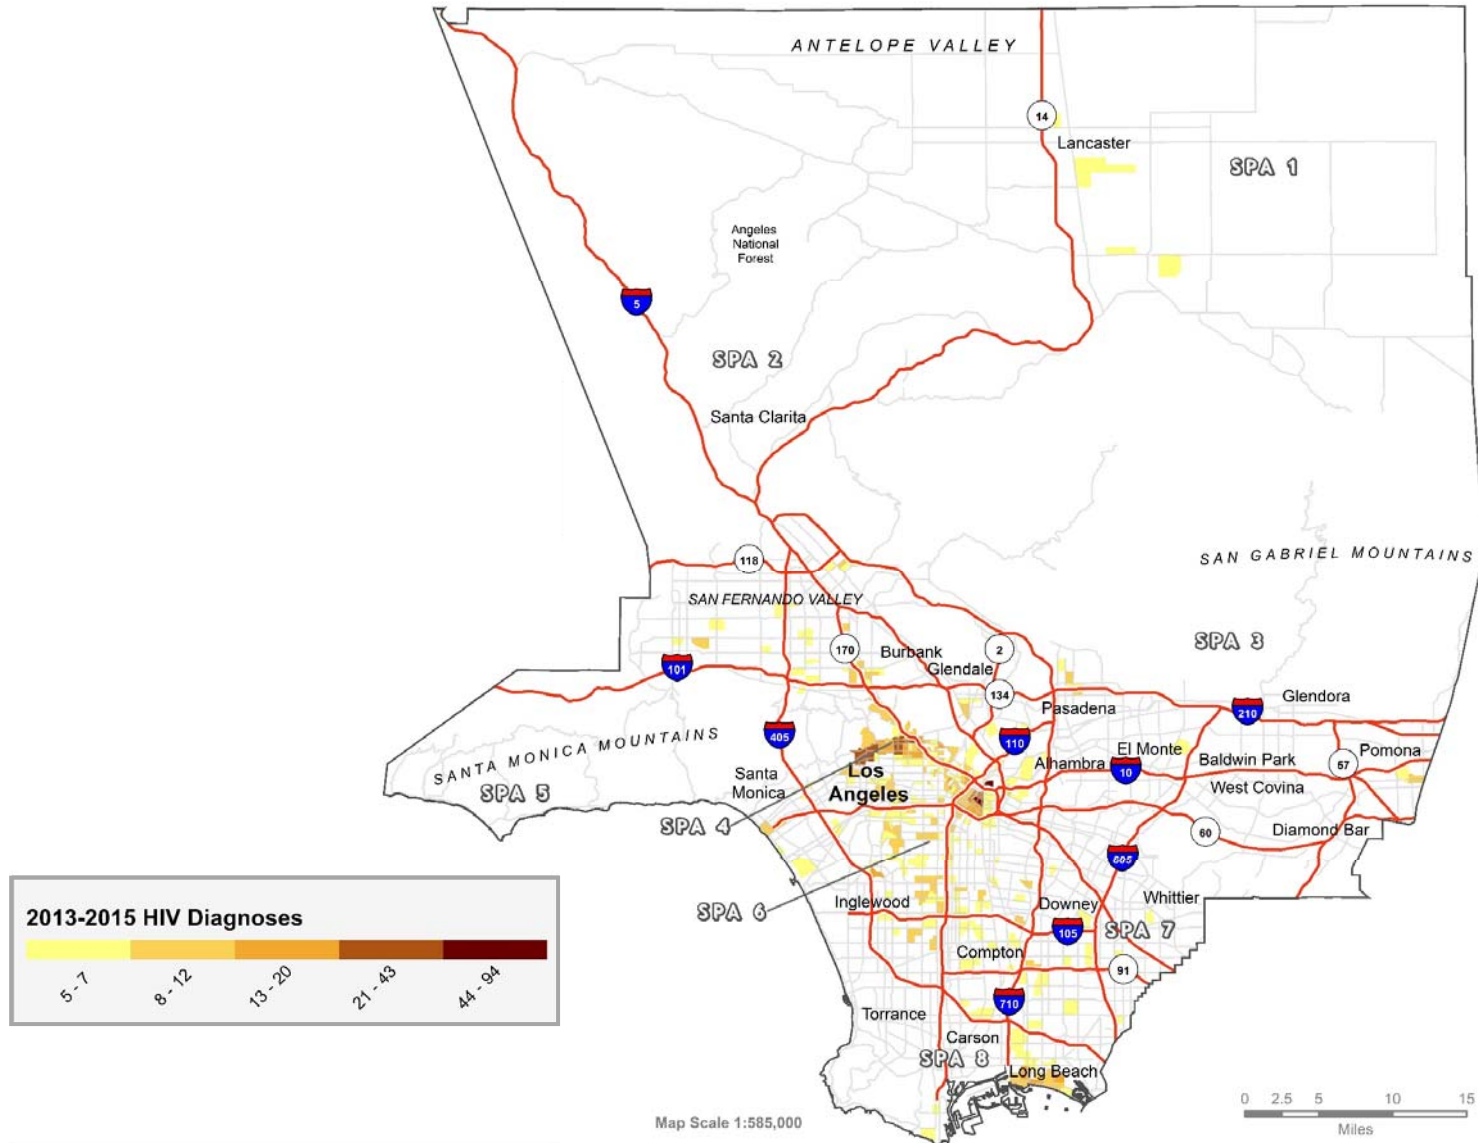 ANTELOPE VALLEY
14
Lancaster
SPA 1
Angeles
National
Forest
5
SPA 2
Santa Clarita
118
SAN GABRIEL MOUNTAINS
SAN FERNANDO VALLEY
SPA 3
170
Burbank
2
Glendale
101
134
Glendora
Pasadena
210
405
110
SANTA MONICA MOUNTAINS
El Monte
Pomona
Alhambra
10
Baldwin Park
57
Los
Angeles
Santa
Monica
West Covina
SPA 5
SPA 4
60
Diamond Bar
605
Whittier
Inglewood
Downey
SPA 6
105
SPA 7
Compton
91
710
Torrance
Carson
SPA 8
Long Beach
2013-2015 HIV Diagnoses
5 - 7
8 - 12
13 - 20
21 - 43
44 - 94
Map Scale 1:585,000
0 2.5 5 10 15
Miles